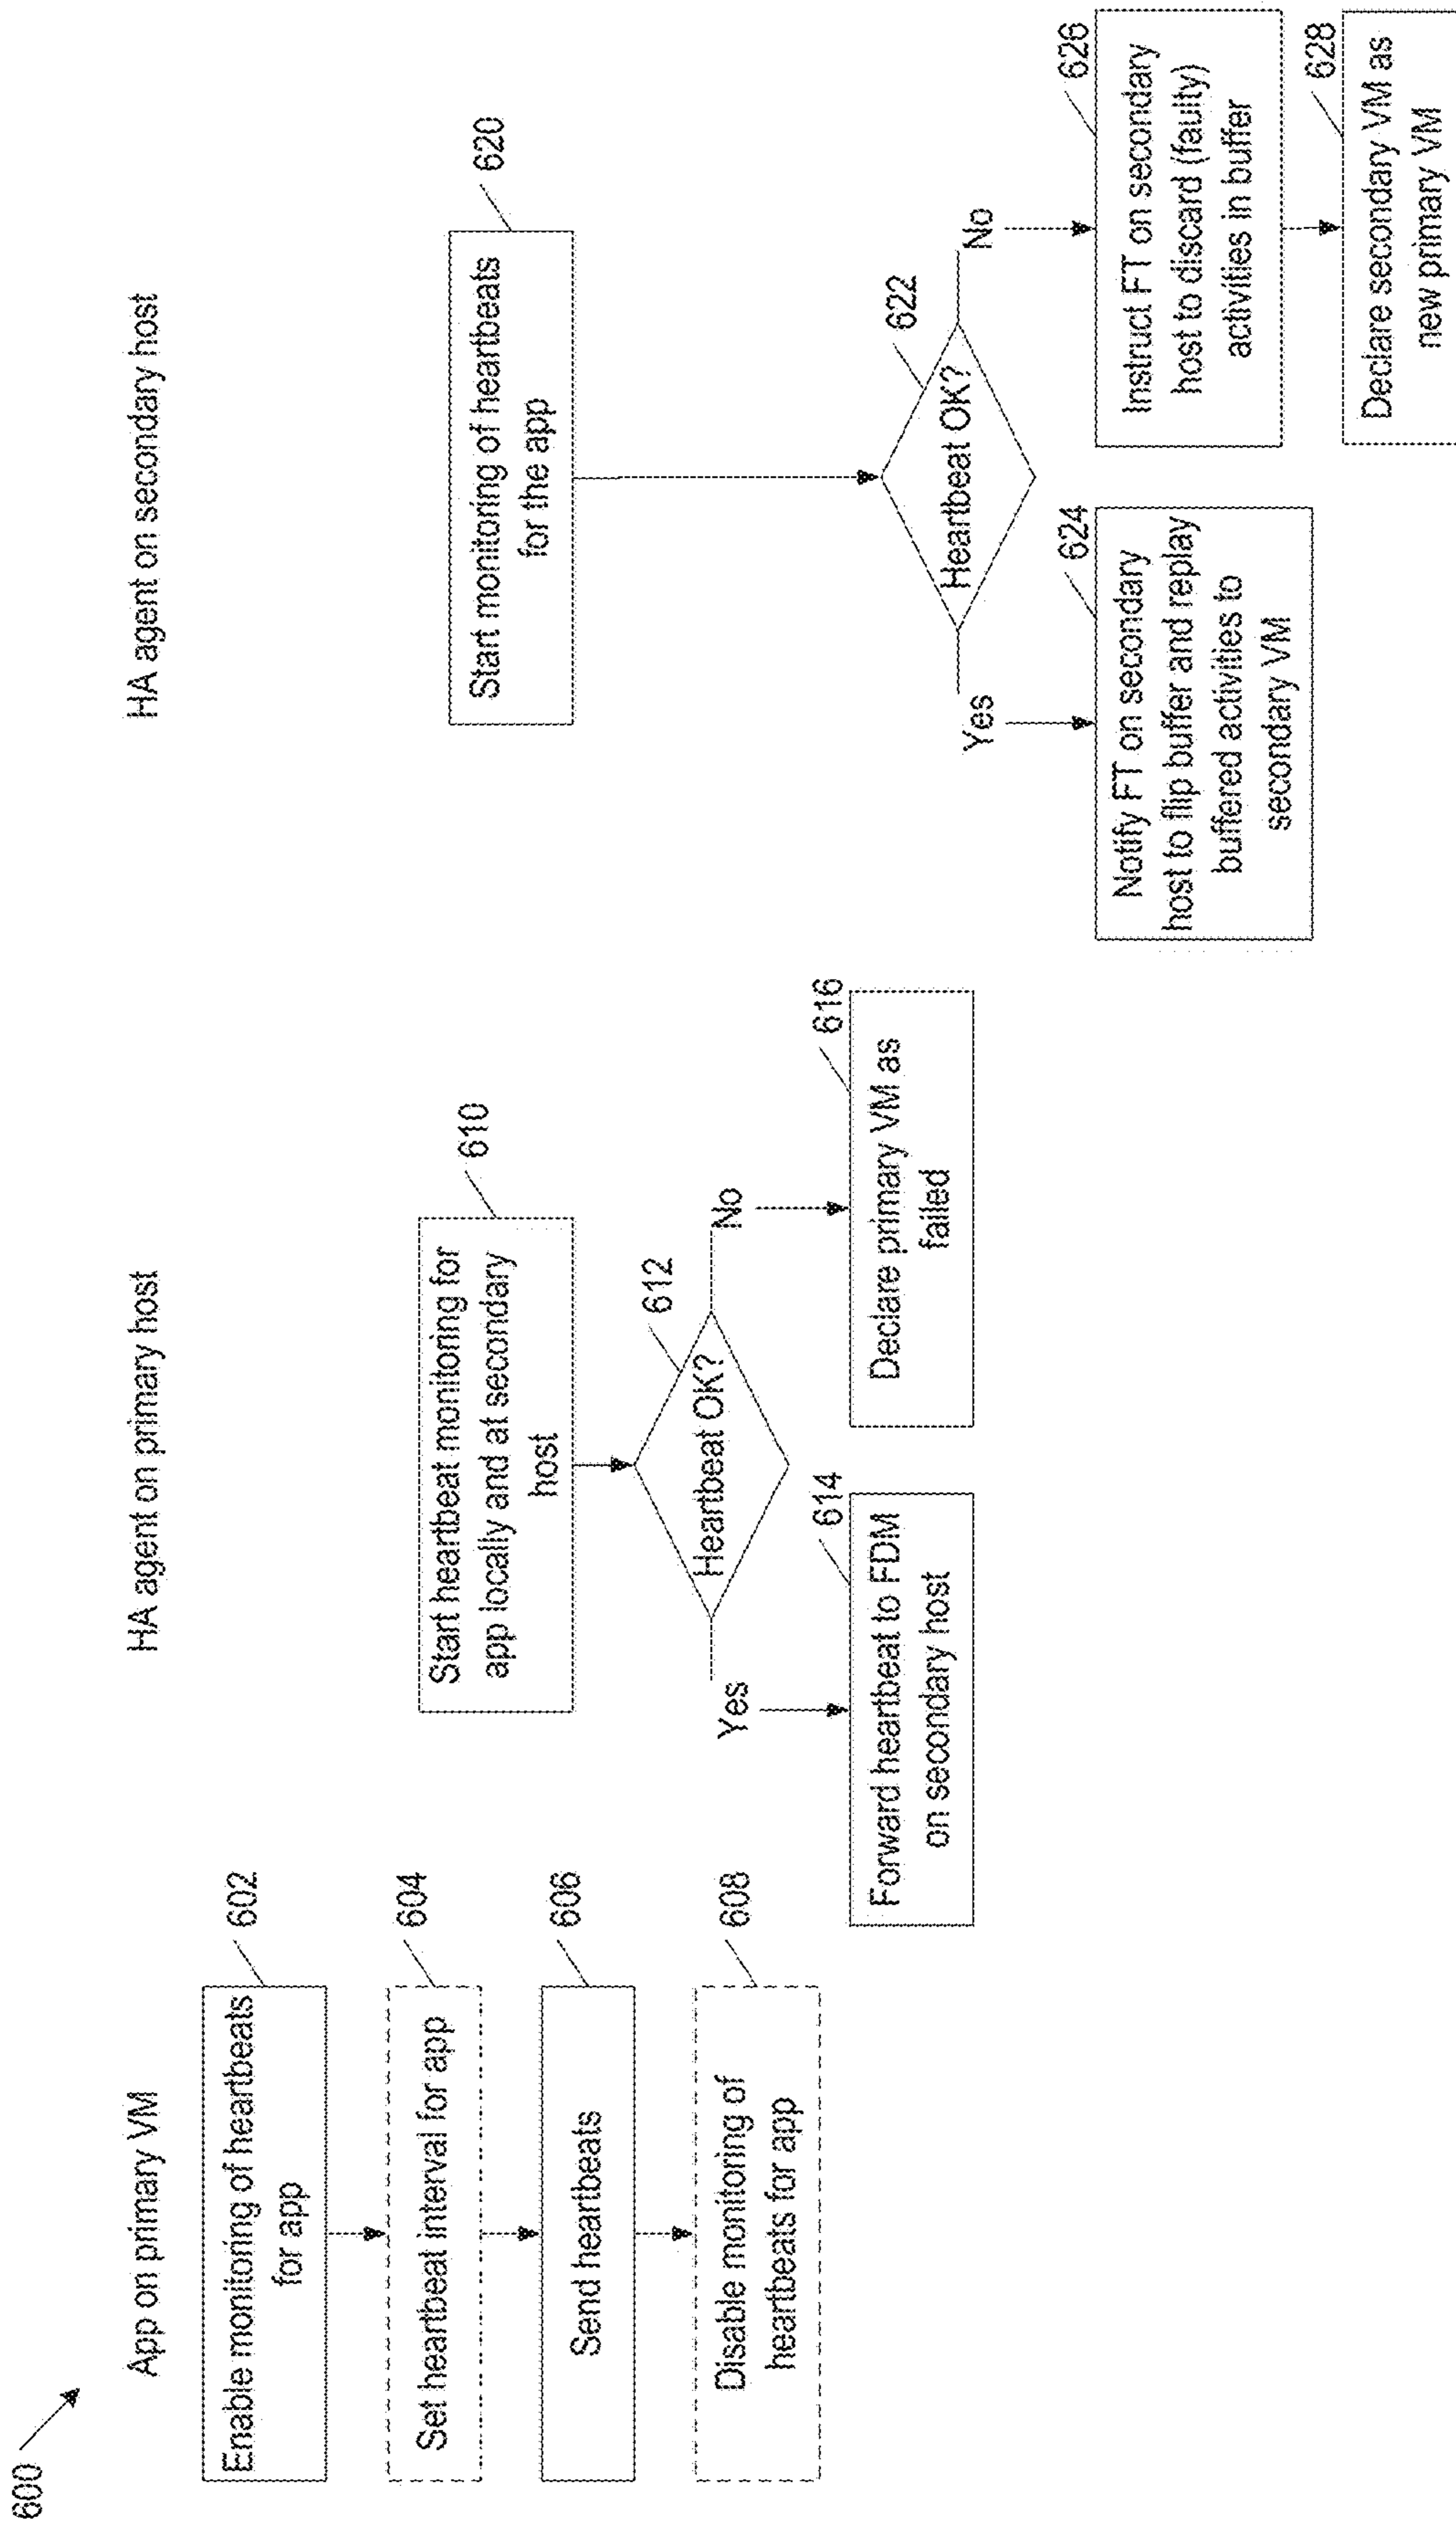 600
App on primary VM
Enable monitoring of heartbeats
for app
602
Set heartbeat interval for app
604
Send heartbeats
606
Disable monitoring of
heartbeats for app
608
HA agent on primary host
Start heartbeat monitoring for
app locally and at secondary
host
610
Heartbeat OK?
612
Yes
No
Forward heartbeat to FDM
on secondary host
614
Declare primary VM as
failed
616
HA agent on secondary host
Start monitoring of heartbeats
for the app
620
Heartbeat OK?
622
Yes
No
Notify FT on secondary
host to flip buffer and replay
buffered activities to
secondary VM
624
Instruct FT on secondary
host to discard (faulty)
activities in buffer
626
Declare secondary VM as
new primary VM
628